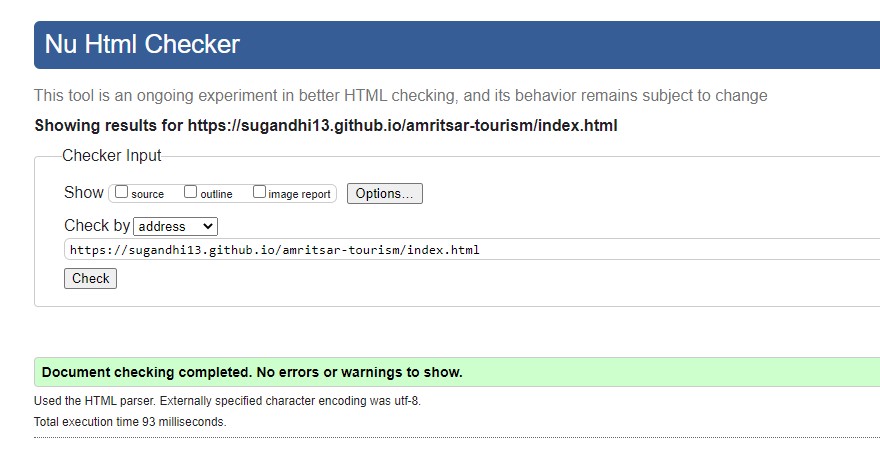 Nu Html Checker
This tool is an ongoing experiment in better HTML checking, and its behavior remains subject to change
Showing results for https://sugandhi13.github.io/amritsar-tourism/index.html
Checker Input
Show source outline image report Options...
Check by address
https://sugandhi13.github.io/amritsar-tourism/index.html
Check
Document checking completed. No errors or warnings to show.
Used the HTML parser. Externally specified character encoding was utf-8.
Total execution time 93 milliseconds.